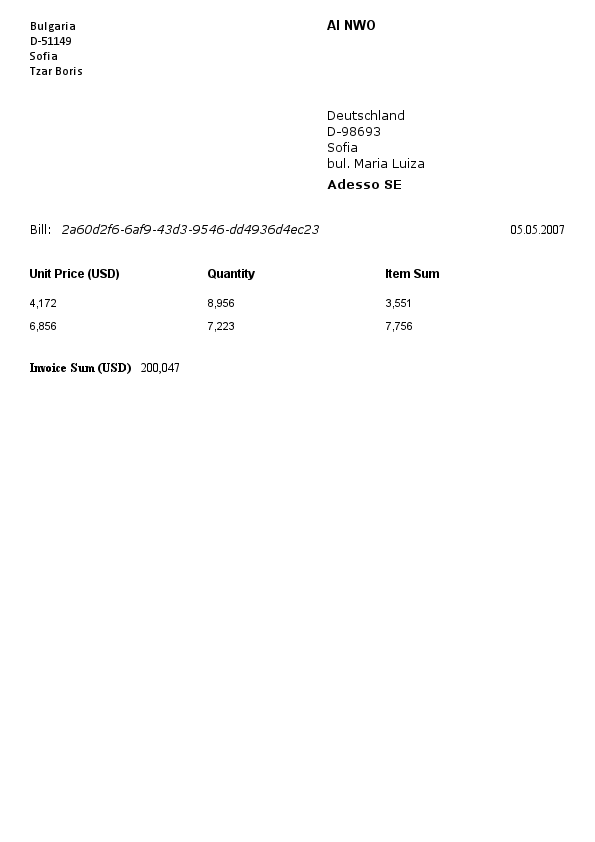 Bulgaria
D-51149
Sofia
Tzar Boris
AI NWO
Deutschland
D-98693
Sofia
bul. Maria Luiza
Adesso SE
Bill: 2a60d2f6-6af9-43d3-9546-dd4936d4ec23 05.05.2007
Unit Price (USD) Quantity Item Sum
4,172 8,956 3,551
6,856 7,223 7,756
Invoice Sum (USD) 200,047